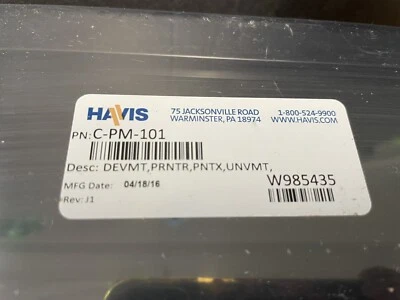 HAVIS
75 JACKSONVILLE ROAD
WARMINSTER, PA 18974
1-800-524-9900
WWW.HAVIS.COM
PN: C-PM-101
Desc: DEVMT,PRNTR,PNTX,UNVMT,
MFG Date: 04/18/16
W985435
Rev: J1